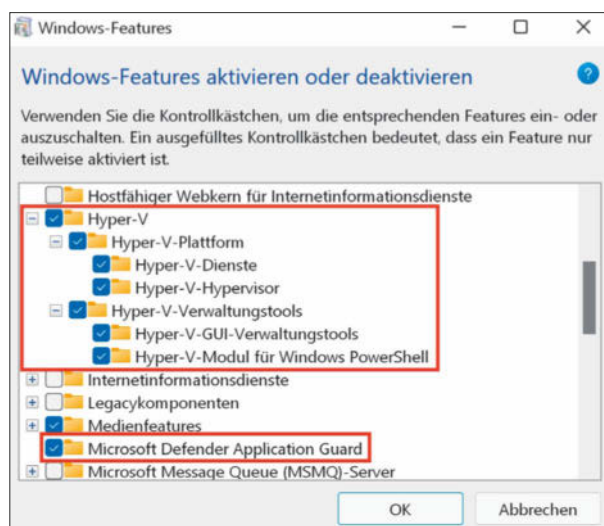 Windows-Features
Windows-Features aktivieren oder deaktivieren
Verwenden Sie die Kontrollkästchen, um die entsprechenden Features ein- oder
auszuschalten. Ein ausgefülltes Kontrollkästchen bedeutet, dass ein Feature nur
teilweise aktiviert ist.
Hostfähiger Webkern für Internetinformationsdienste
Hyper-V
Hyper-V-Plattform
Hyper-V-Dienste
Hyper-V-Hypervisor
Hyper-V-Verwaltungstools
Hyper-V-GUI-Verwaltungstools
Hyper-V-Modul für Windows PowerShell
Internetinformationsdienste
Legacykomponenten
Medienfeatures
Microsoft Defender Application Guard
Microsoft Message Queue (MSMQ)-Server
OK Abbrechen